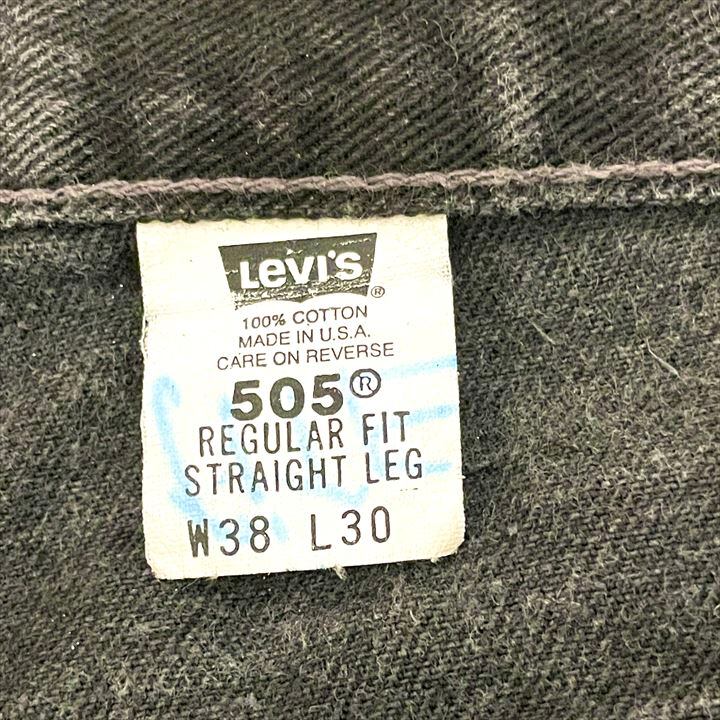 LEVI'S®
100% COTTON
MADE IN U.S.A.
CARE ON REVERSE
505®
REGULAR FIT
STRAIGHT LEG
W38 L30